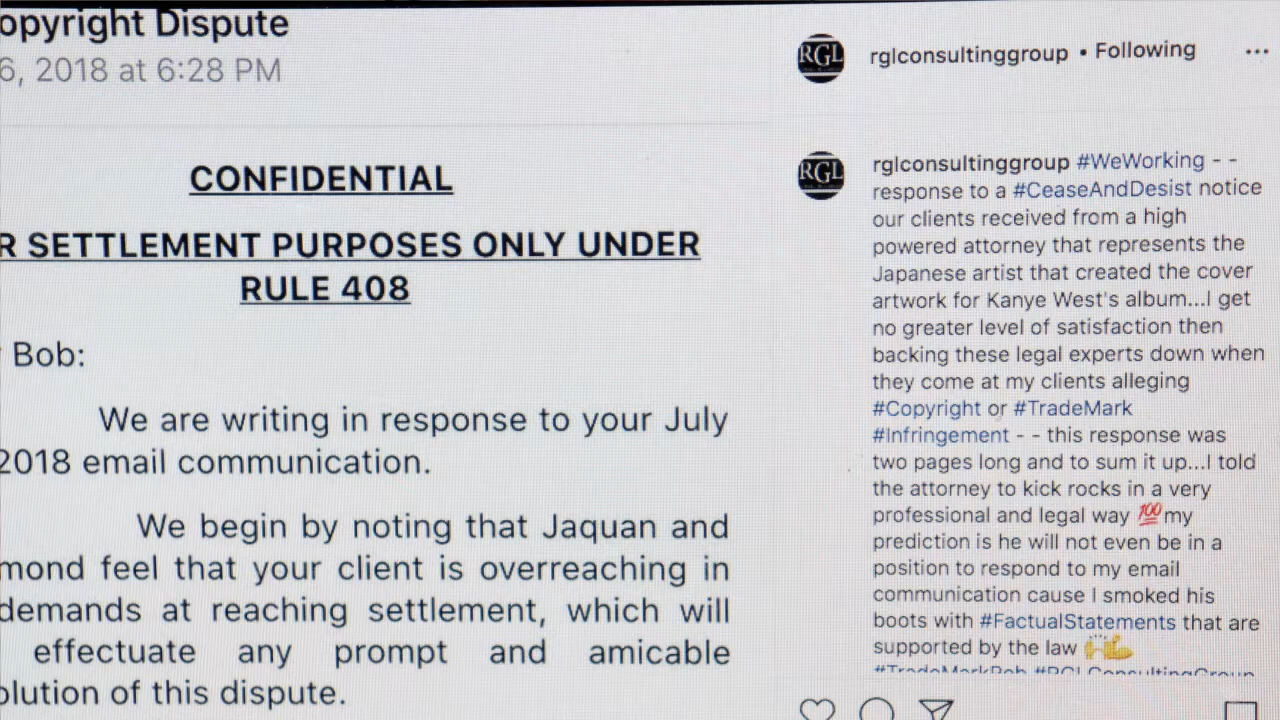 opyright Dispute
6, 2018 at 6:28 PM
CONFIDENTIAL
R SETTLEMENT PURPOSES ONLY UNDER
RULE 408
Bob:
We are writing in response to your July
2018 email communication.
We begin by noting that Jaquan and
mond feel that your client is overreaching in
demands at reaching settlement, which will
effectuate any prompt and amicable
olution of this dispute.
RGL
rglconsultinggroup • Following
RGL
rglconsultinggroup #WeWorking - -
response to a #CeaseAndDesist notice
our clients received from a high
powered attorney that represents the
Japanese artist that created the cover
artwork for Kanye West's album...I get
no greater level of satisfaction then
backing these legal experts down when
they come at my clients alleging
#Copyright or #TradeMark
#Infringement - - this response was
two pages long and to sum it up...I told
the attorney to kick rocks in a very
professional and legal way 💯my
prediction is he will not even be in a
position to respond to my email
communication cause I smoked his
boots with #FactualStatements that are
supported by the law 🙌💪
#TradeMarkBob #RGLConsultingGroup